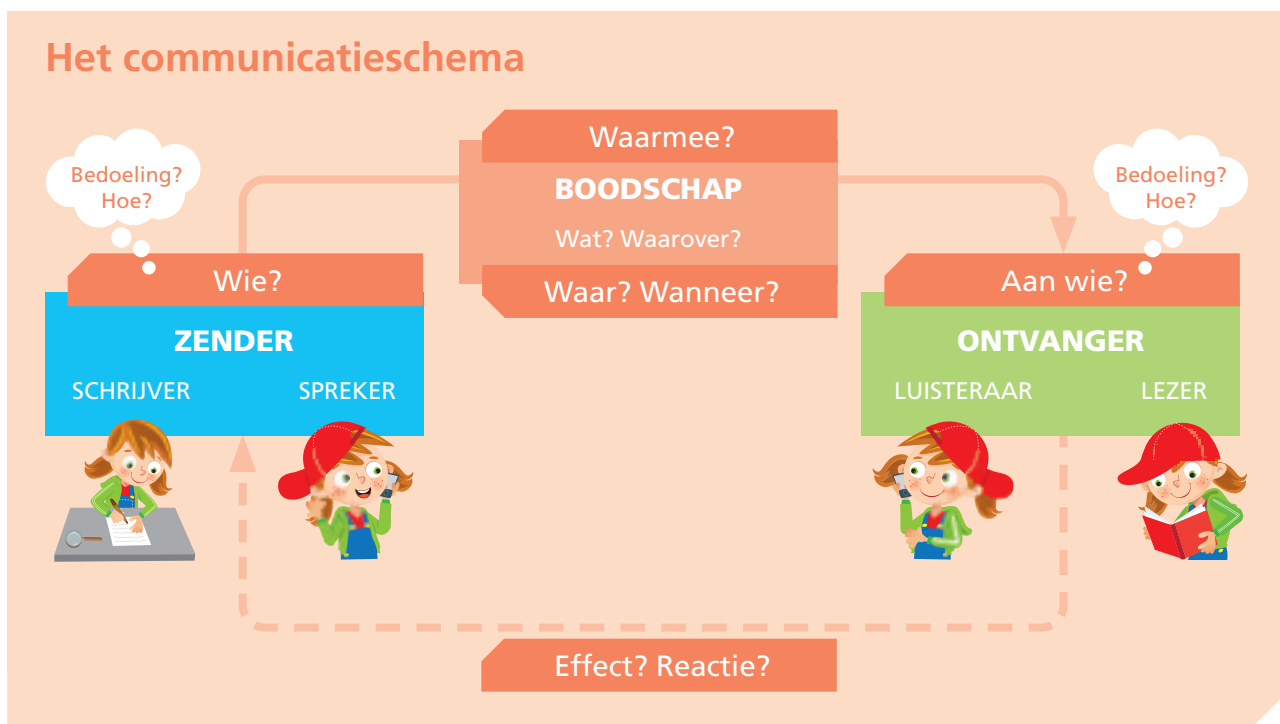 Het communicatieschema
Waarmee?
BOODSCHAP
Wat? Waarover?
Waar? Wanneer?
Bedoeling?
Hoe?
Wie?
ZENDER
SCHRIJVER SPREKER
Bedoeling?
Hoe?
Aan wie?
ONTVANGER
LUISTERAAR LEZER
Effect? Reactie?